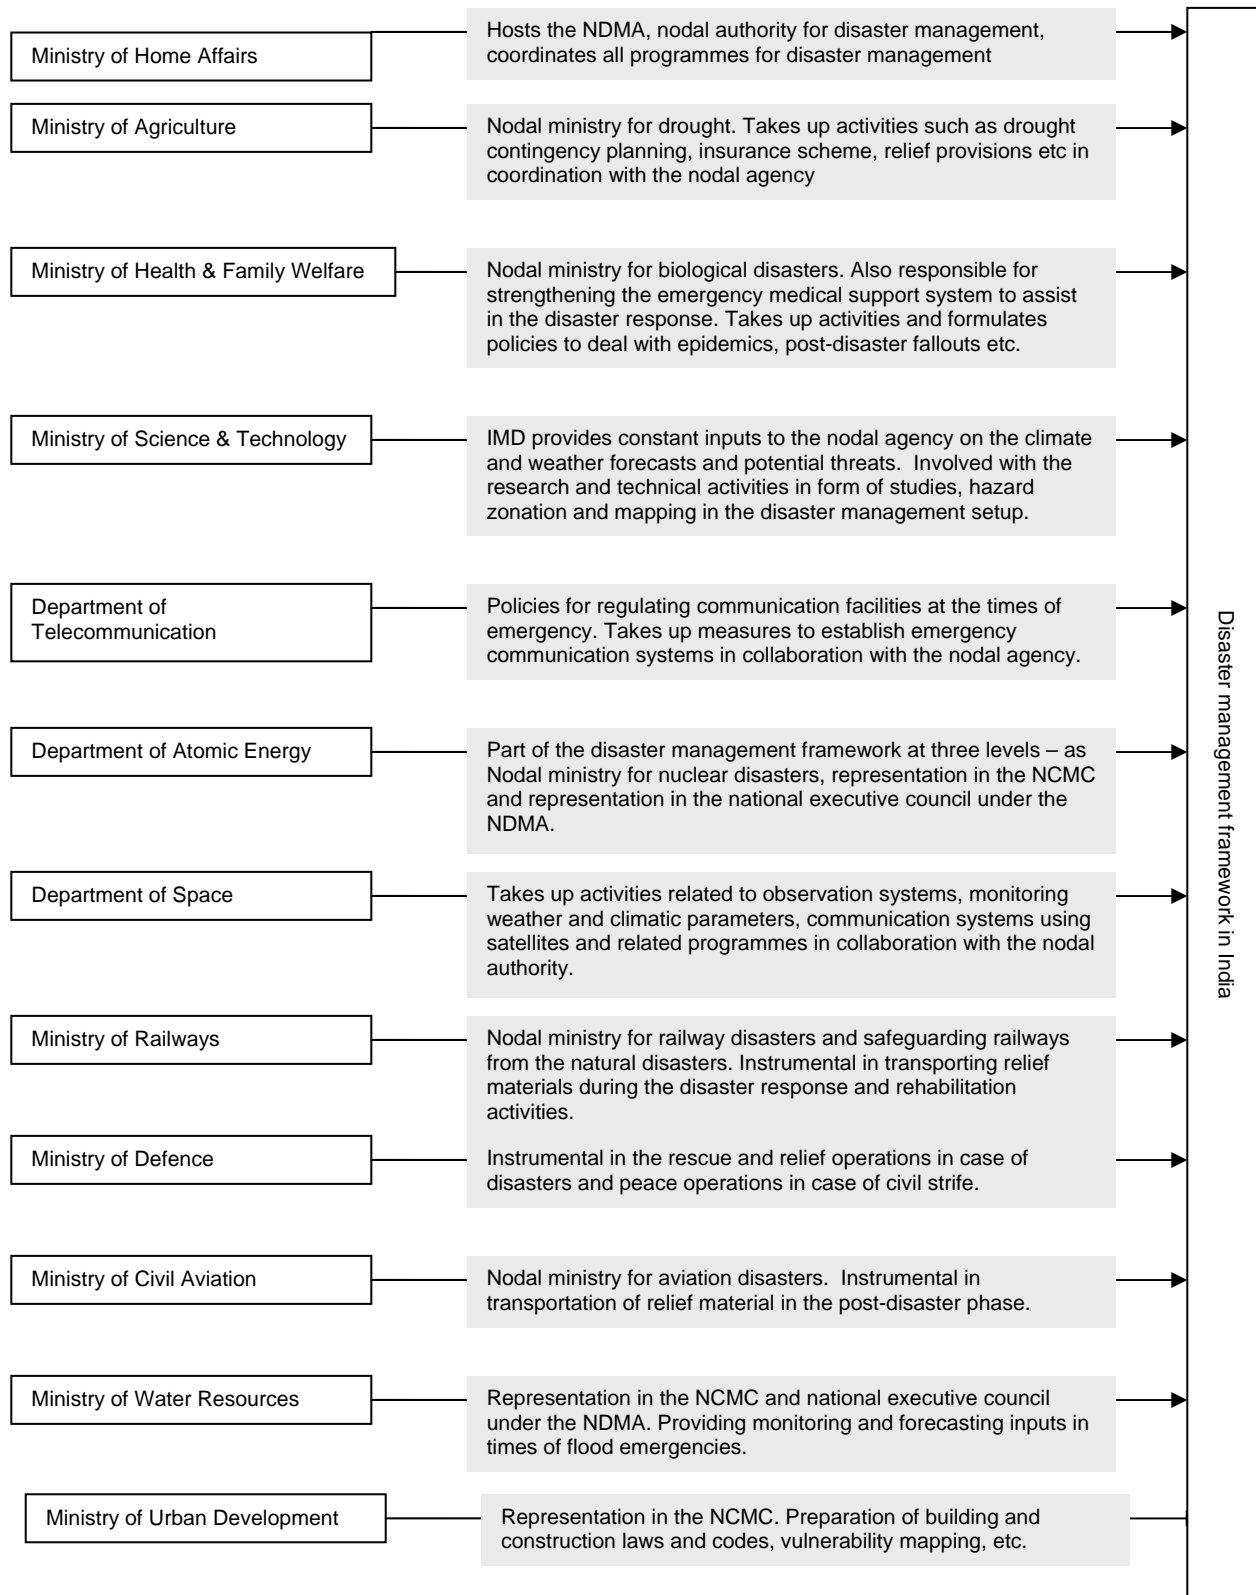 Ministry of Home Affairs
Hosts the NDMA, nodal authority for disaster management,
coordinates all programmes for disaster management
Ministry of Agriculture
Nodal ministry for drought. Takes up activities such as drought
contingency planning, insurance scheme, relief provisions etc in
coordination with the nodal agency
Ministry of Health & Family Welfare
Nodal ministry for biological disasters. Also responsible for
strengthening the emergency medical support system to assist
in the disaster response. Takes up activities and formulates
policies to deal with epidemics, post-disaster fallouts etc.
Ministry of Science & Technology
IMD provides constant inputs to the nodal agency on the climate
and weather forecasts and potential threats.  Involved with the
research and technical activities in form of studies, hazard
zonation and mapping in the disaster management setup.
Department of
Telecommunication
Policies for regulating communication facilities at the times of
emergency. Takes up measures to establish emergency
communication systems in collaboration with the nodal agency.
Department of Atomic Energy
Part of the disaster management framework at three levels – as
Nodal ministry for nuclear disasters, representation in the NCMC
and representation in the national executive council under the
NDMA.
Department of Space
Takes up activities related to observation systems, monitoring
weather and climatic parameters, communication systems using
satellites and related programmes in collaboration with the nodal
authority.
Ministry of Railways
Nodal ministry for railway disasters and safeguarding railways
from the natural disasters. Instrumental in transporting relief
materials during the disaster response and rehabilitation
activities.
Ministry of Defence
Instrumental in the rescue and relief operations in case of
disasters and peace operations in case of civil strife.
Ministry of Civil Aviation
Nodal ministry for aviation disasters.  Instrumental in
transportation of relief material in the post-disaster phase.
Ministry of Water Resources
Representation in the NCMC and national executive council
under the NDMA. Providing monitoring and forecasting inputs in
times of flood emergencies.
Ministry of Urban Development
Representation in the NCMC. Preparation of building and
construction laws and codes, vulnerability mapping, etc.
Disaster management framework in India